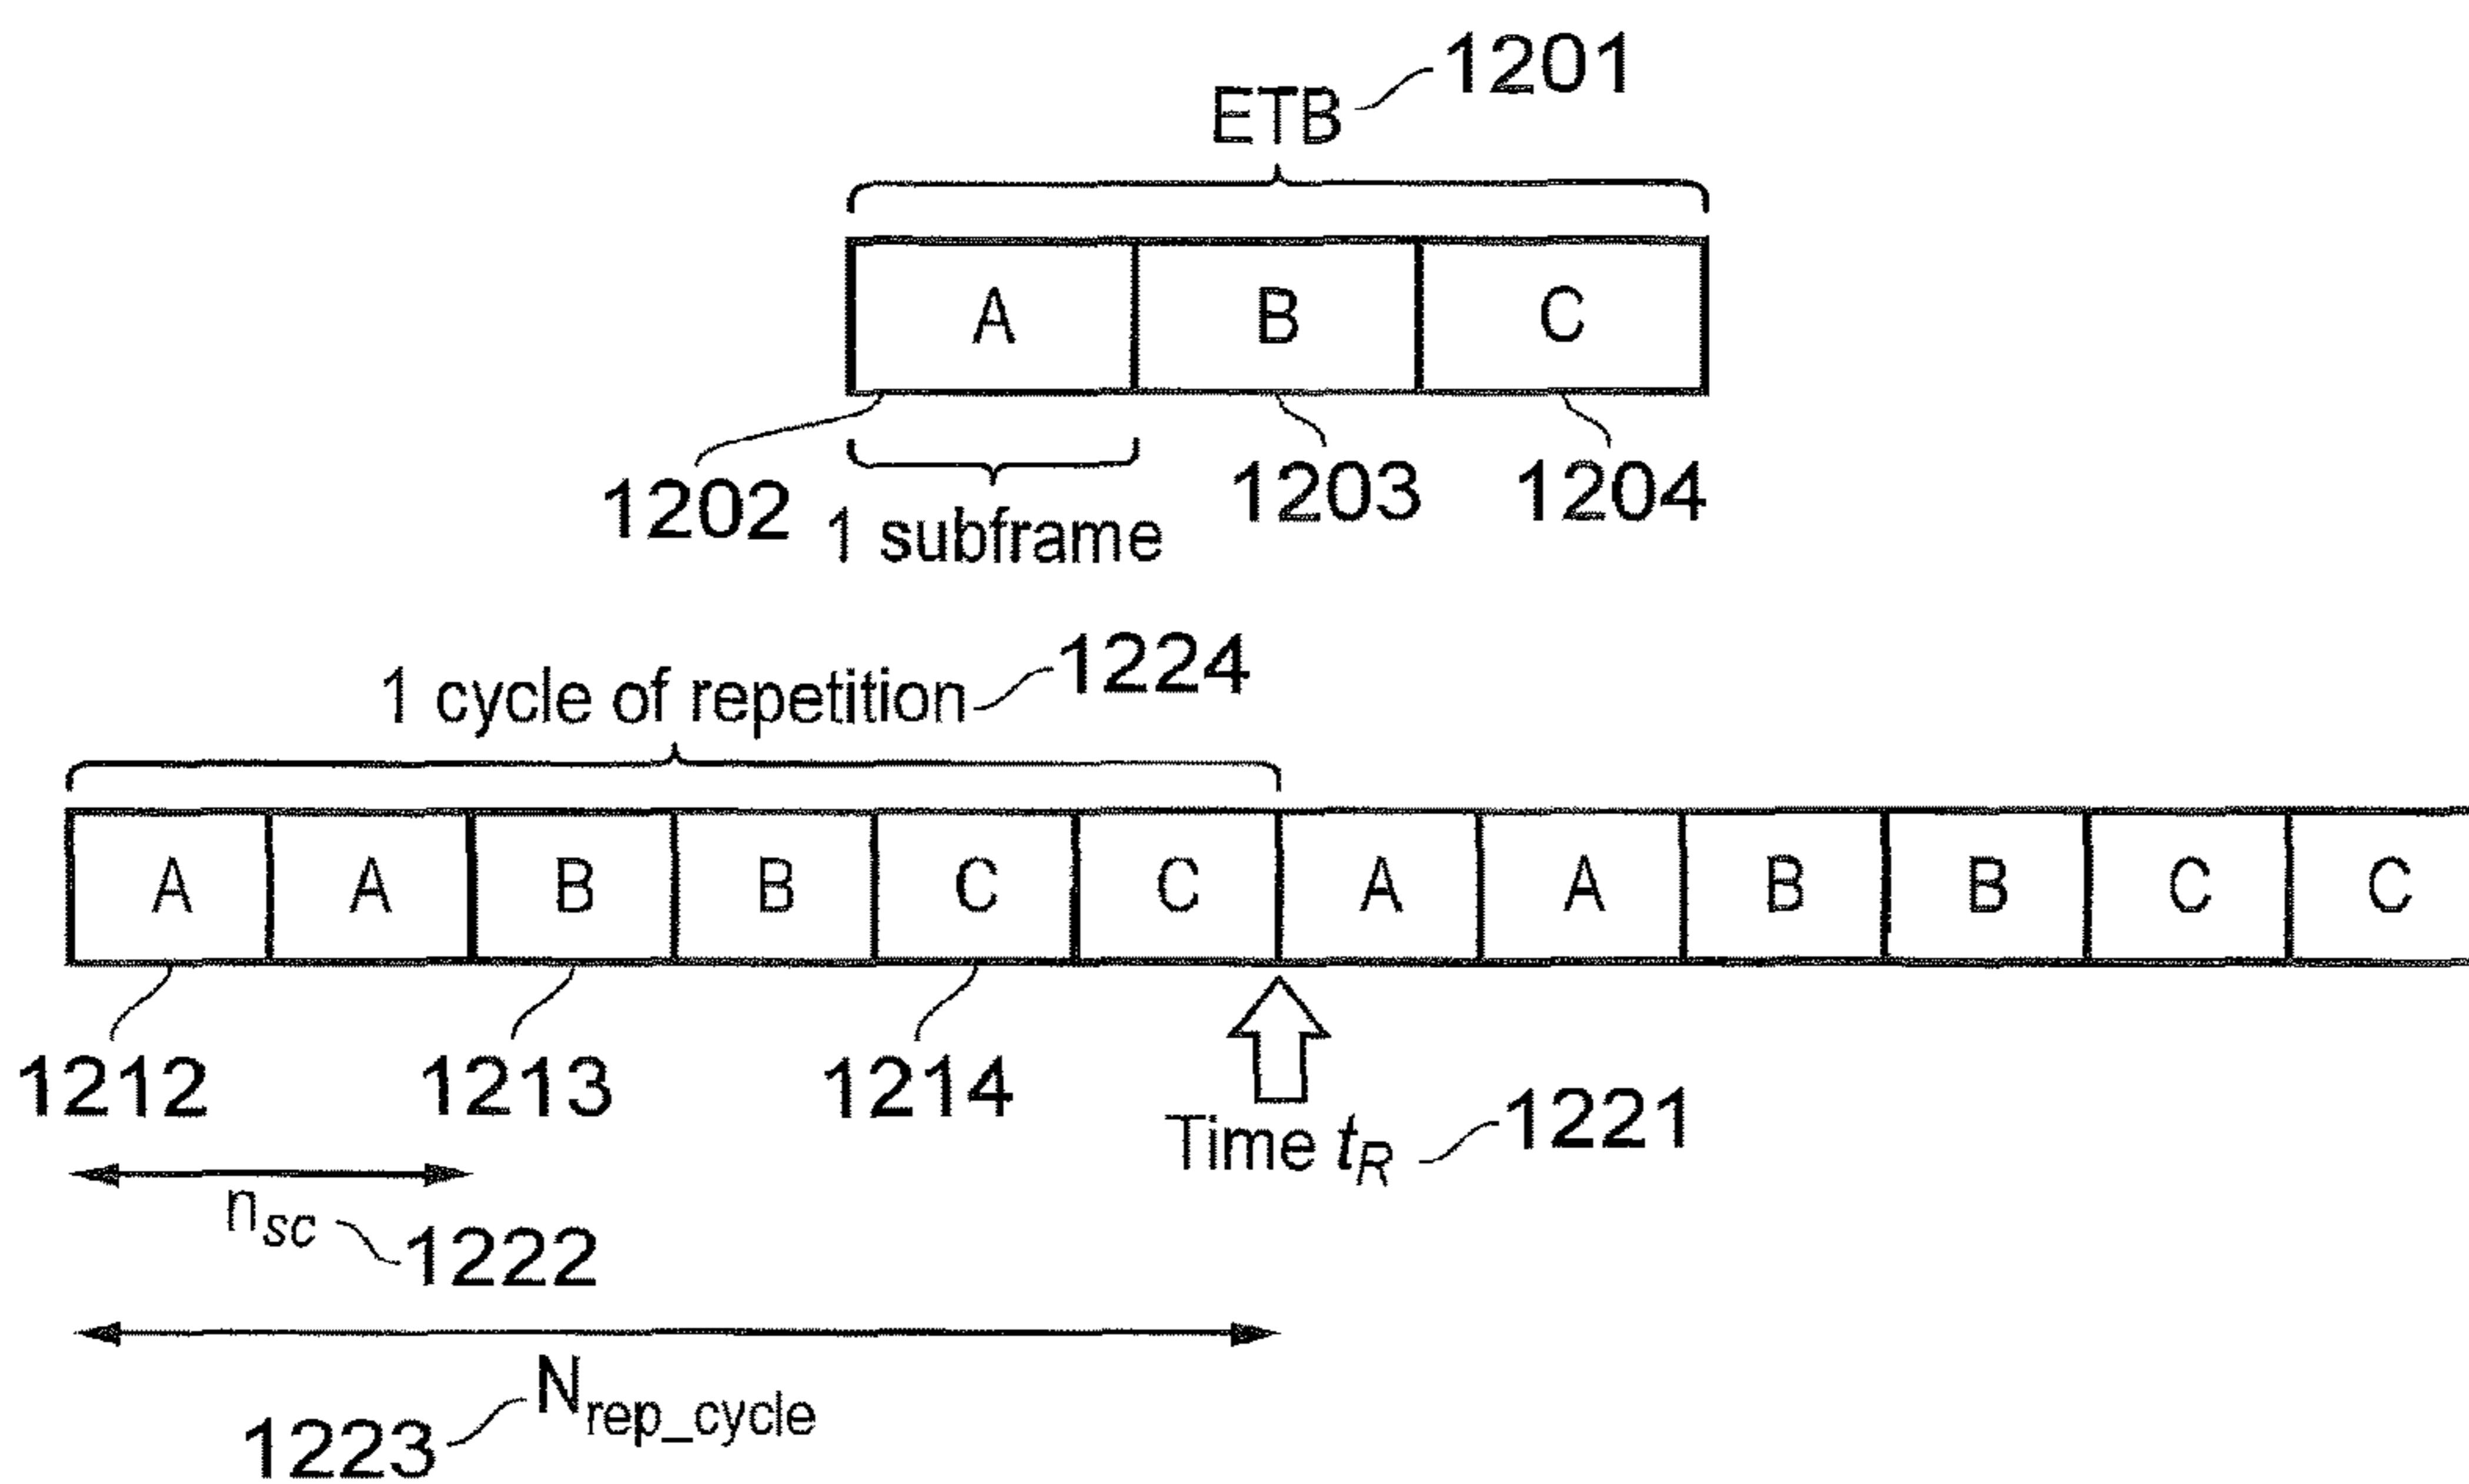 1201
ETB
A B C
1202 1203 1204
1 subframe
1224
1 cycle of repetition
A A B B C C A A B B C C
1212 1213 1214
Time tR 1221
nsc
1222
Nrep_cycle
1223